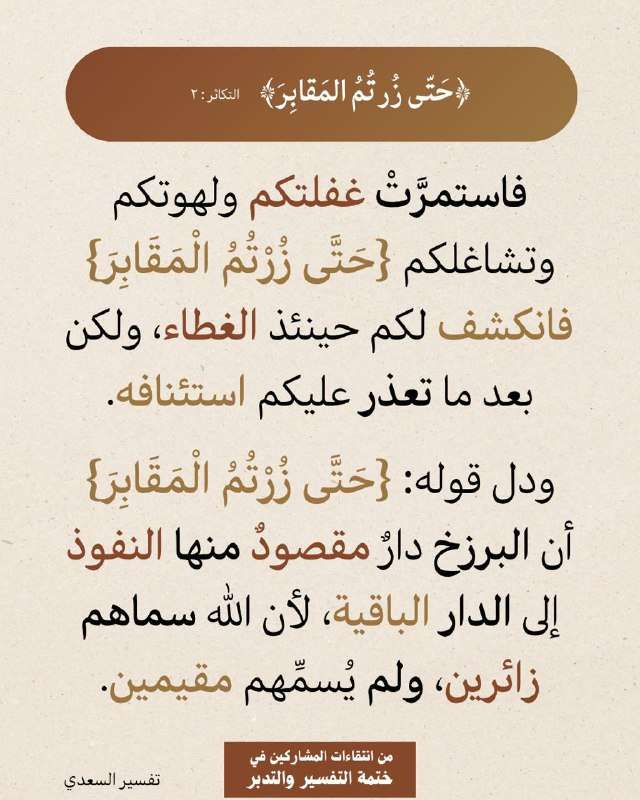 ﴿حَتّى زُرتُمُ المَقابِرَ﴾ التكاثر: ٢
فاستمرَّتْ غفلتكم ولهوتكم
وتشاغلكم {حَتَّى زُرْتُمُ الْمَقَابِرَ}
فانكشف لكم حينئذ الغطاء، ولكن
بعد ما تعذر عليكم استئنافه.
ودل قوله: {حَتَّى زُرْتُمُ الْمَقَابِرَ}
أن البرزخ دارٌ مقصودٌ منها النفوذ
إلى الدار الباقية، لأن الله سماهم
زائرين، ولم يُسمِّهم مقيمين.
من انتقاءات المشاركين في
ختمة التفسير والتدبر
تفسير السعدي